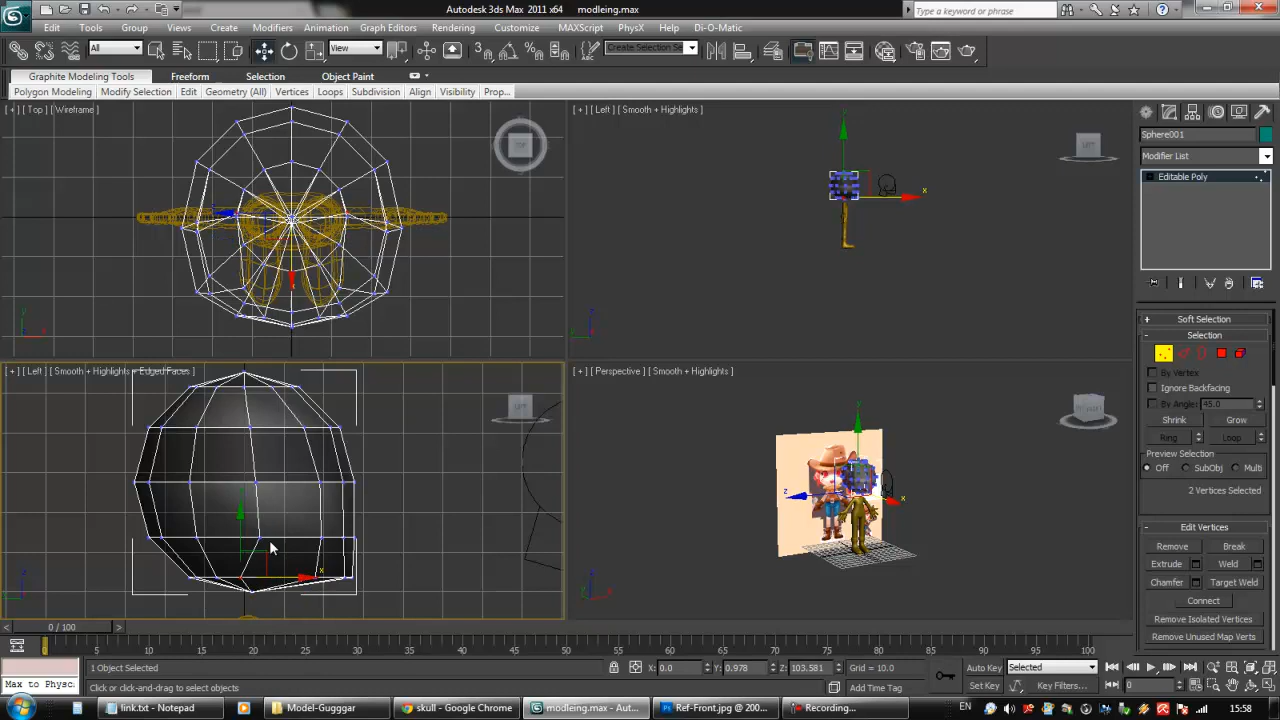 Autodesk 3ds Max 2011 x64 modleing.max
Type a keyword or phrase
Edit Tools Group Views Create Modifiers Animation Graph Editors Rendering Customize MAXScript PhysX Help Di-O-Matic
All View Create Selection Se
Graphite Modeling Tools Freeform Selection Object Paint
Polygon Modeling Modify Selection Edit Geometry (All) Vertices Loops Subdivision Align Visibility Prop...
[ + ] [ Top ] [ Wireframe ]
[ + ] [ Left ] [ Smooth + Highlights ]
TOP
LEFT
Sphere001
Modifier List
Editable Poly
Soft Selection
Selection
By Vertex
Ignore Backfacing
By Angle: 45.0
Shrink Grow
Ring Loop
Preview Selection
Off SubObj Multi
2 Vertices Selected
Edit Vertices
Remove Break
Extrude Weld
Chamfer Target Weld
Connect
Remove Isolated Vertices
Remove Unused Map Verts
[ + ] [ Left ] [ Smooth + Highlights + Edged Faces ]
[ + ] [ Perspective ] [ Smooth + Highlights ]
LEFT
0 / 100
0 5 10 15 20 25 30 35 40 45 50 55 60 65 70 75 80 85 90 95 100
1 Object Selected X: 0.0 Y: 0.978 Z: 103.581 Grid = 10.0 Auto Key Selected
Max to Physc Click or click-and-drag to select objects Add Time Tag Set Key Key Filters... 0
link.txt - Notepad Model-Gugggar skull - Google Chrome modleing.max - Aut... Ref-Front.jpg @ 200... Recording... EN 15:58